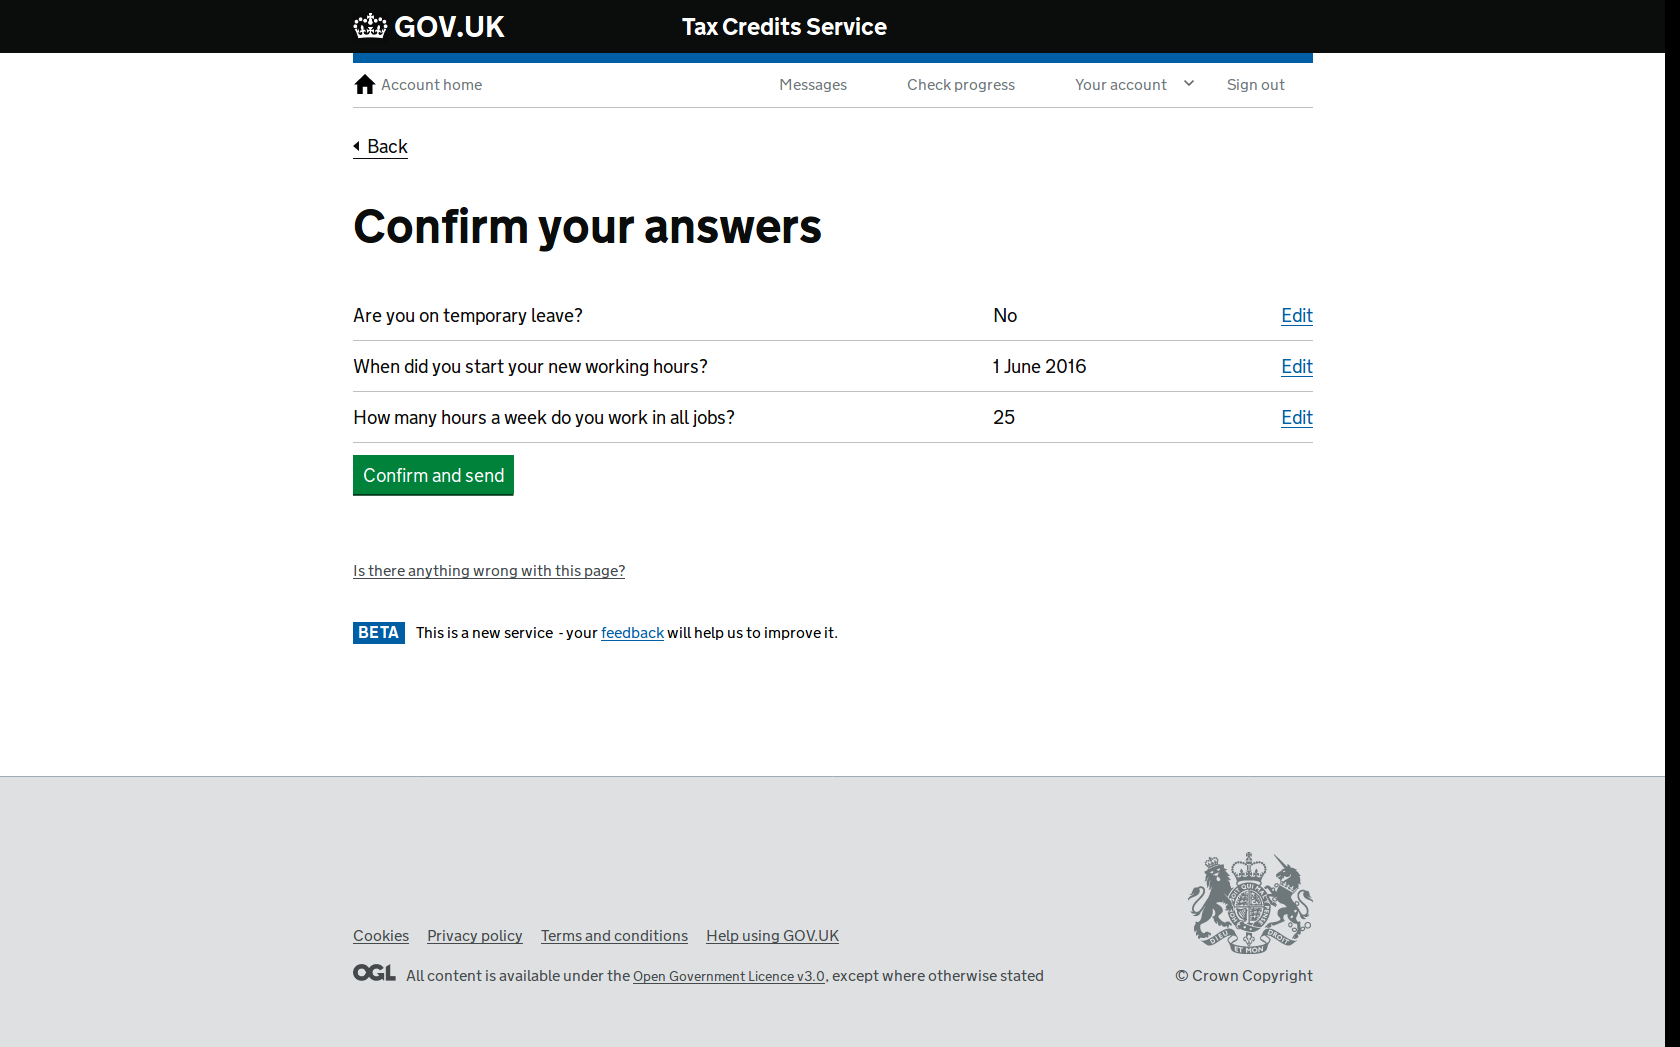 GOV.UK Tax Credits Service
Account home Messages Check progress Your account Sign out
Back
Confirm your answers
Are you on temporary leave? No Edit
When did you start your new working hours? 1 June 2016 Edit
How many hours a week do you work in all jobs? 25 Edit
Confirm and send
Is there anything wrong with this page?
BETA This is a new service - your feedback will help us to improve it.
Cookies Privacy policy Terms and conditions Help using GOV.UK
OGL All content is available under the Open Government Licence v3.0, except where otherwise stated
© Crown Copyright